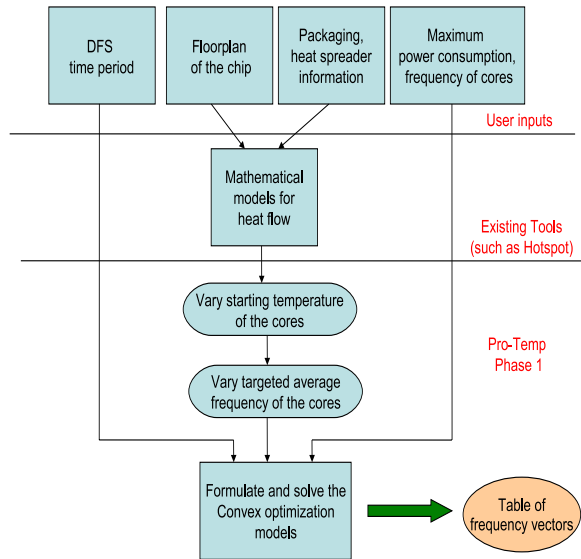 DFS
time period
Floorplan
of the chip
Packaging,
heat spreader
information
Maximum
power consumption,
frequency of cores
User inputs
Mathematical
models for
heat flow
Existing Tools
(such as Hotspot)
Vary starting temperature
of the cores
Pro-Temp
Phase 1
Vary targeted average
frequency of the cores
Formulate and solve the
Convex optimization
models
Table of
frequency vectors